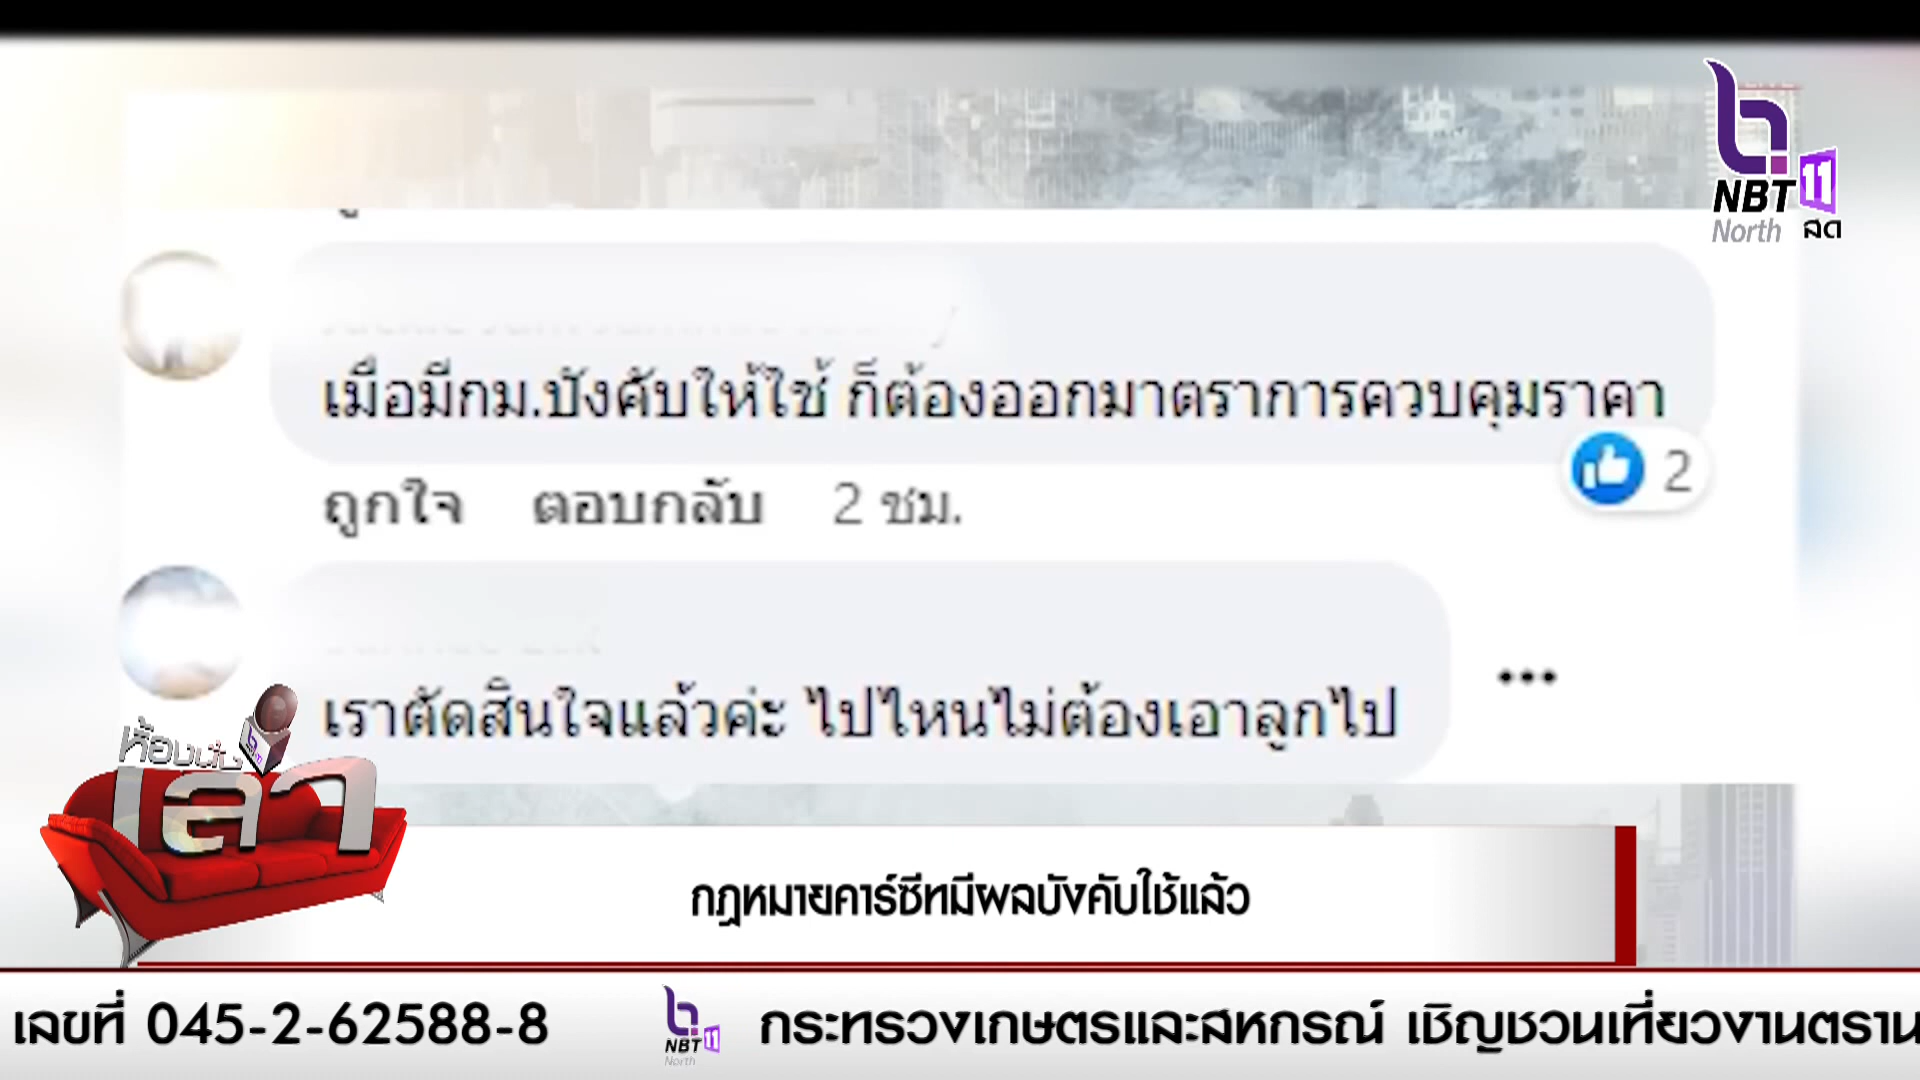 NBT 11
North สด
เมื่อมีกม.บังคับให้ใช้ ก็ต้องออกมาตราการควบคุมราคา
2
ถูกใจ ตอบกลับ 2 ชม.
เราตัดสินใจแล้วค่ะ ไปไหนไม่ต้องเอาลูกไป
ห้องนั่ง
เล่า
กฎหมายคาร์ซีทมีผลบังคับใช้แล้ว
เลขที่ 045-2-62588-8 NBT 11 North กระทรวงเกษตรและสหกรณ์ เชิญชวนเที่ยวงานตราน